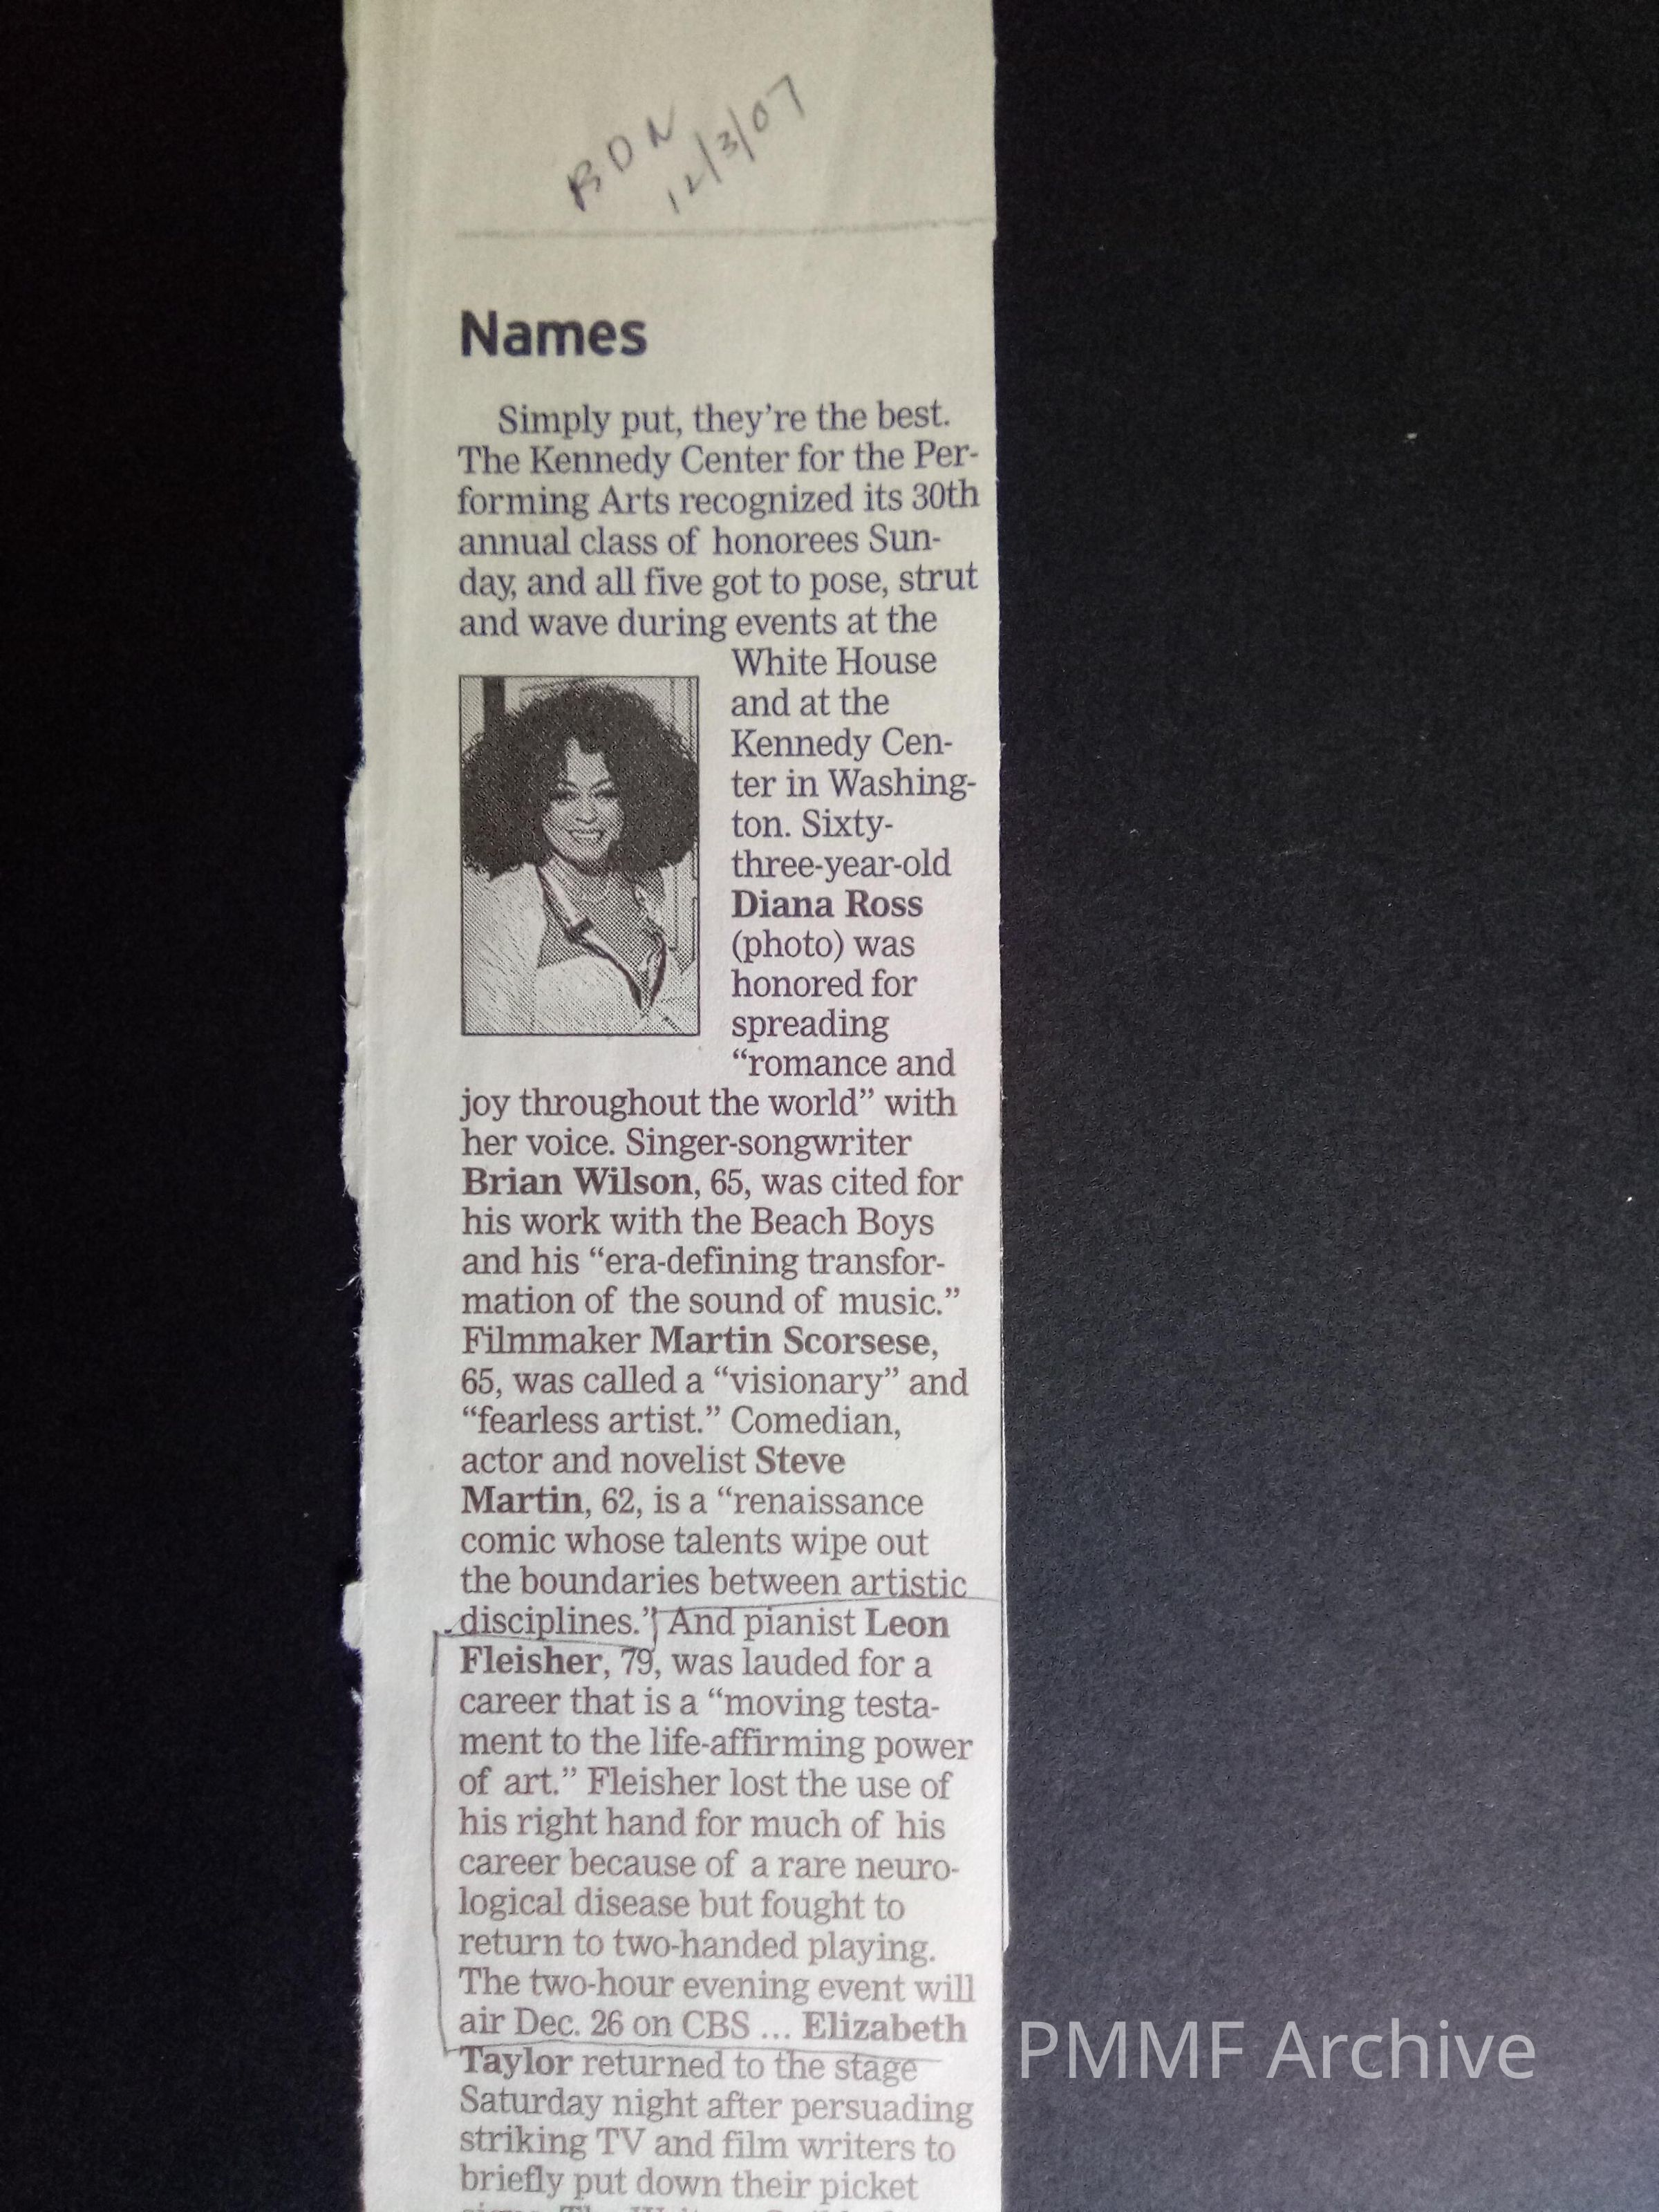 BDN
12/3/07
Names
Simply put, they're the best.
The Kennedy Center for the Per-
forming Arts recognized its 30th
annual class of honorees Sun-
day, and all five got to pose, strut
and wave during events at the
White House
and at the
Kennedy Cen-
ter in Washing-
ton. Sixty-
three-year-old
Diana Ross
(photo) was
honored for
spreading
“romance and
joy throughout the world” with
her voice. Singer-songwriter
Brian Wilson, 65, was cited for
his work with the Beach Boys
and his “era-defining transfor-
mation of the sound of music.”
Filmmaker Martin Scorsese,
65, was called a “visionary” and
“fearless artist.” Comedian,
actor and novelist Steve
Martin, 62, is a “renaissance
comic whose talents wipe out
the boundaries between artistic
disciplines.” And pianist Leon
Fleisher, 79, was lauded for a
career that is a “moving testa-
ment to the life-affirming power
of art.” Fleisher lost the use of
his right hand for much of his
career because of a rare neuro-
logical disease but fought to
return to two-handed playing.
The two-hour evening event will
air Dec. 26 on CBS ... Elizabeth
Taylor returned to the stage
Saturday night after persuading
striking TV and film writers to
briefly put down their picket
PMMF Archive